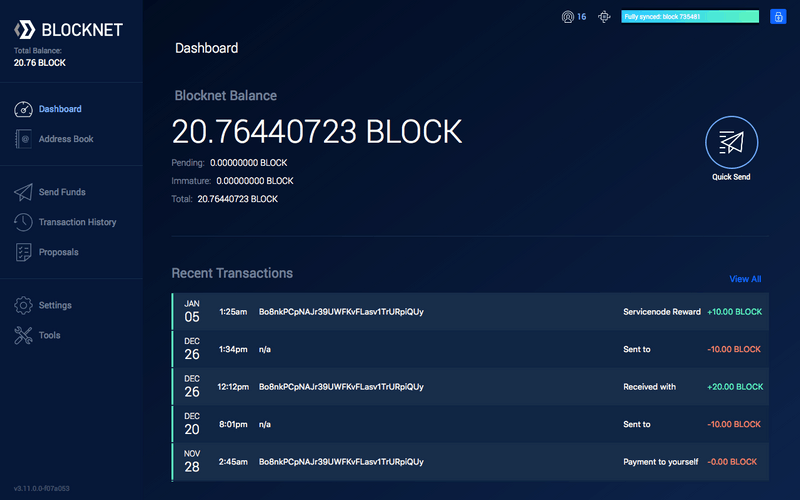 BLOCKNET
Total Balance:
20.76 BLOCK
Dashboard
Address Book
Send Funds
Transaction History
Proposals
Settings
Tools
v3.11.0.0-f07a053
16
Fully synced: block 735481
Dashboard
Blocknet Balance
20.76440723 BLOCK
Pending: 0.00000000 BLOCK
Immature: 0.00000000 BLOCK
Total: 20.76440723 BLOCK
Quick Send
Recent Transactions
View All
JAN 05 1:25am Bo8nkPCpNAJr39UWFKvFLasv1TrURpiQUy Servicenode Reward +10.00 BLOCK
DEC 26 1:34pm n/a Sent to -10.00 BLOCK
DEC 26 12:12pm Bo8nkPCpNAJr39UWFKvFLasv1TrURpiQUy Received with +20.00 BLOCK
DEC 20 8:01pm n/a Sent to -10.00 BLOCK
NOV 28 2:45am Bo8nkPCpNAJr39UWFKvFLasv1TrURpiQUy Payment to yourself -0.00 BLOCK